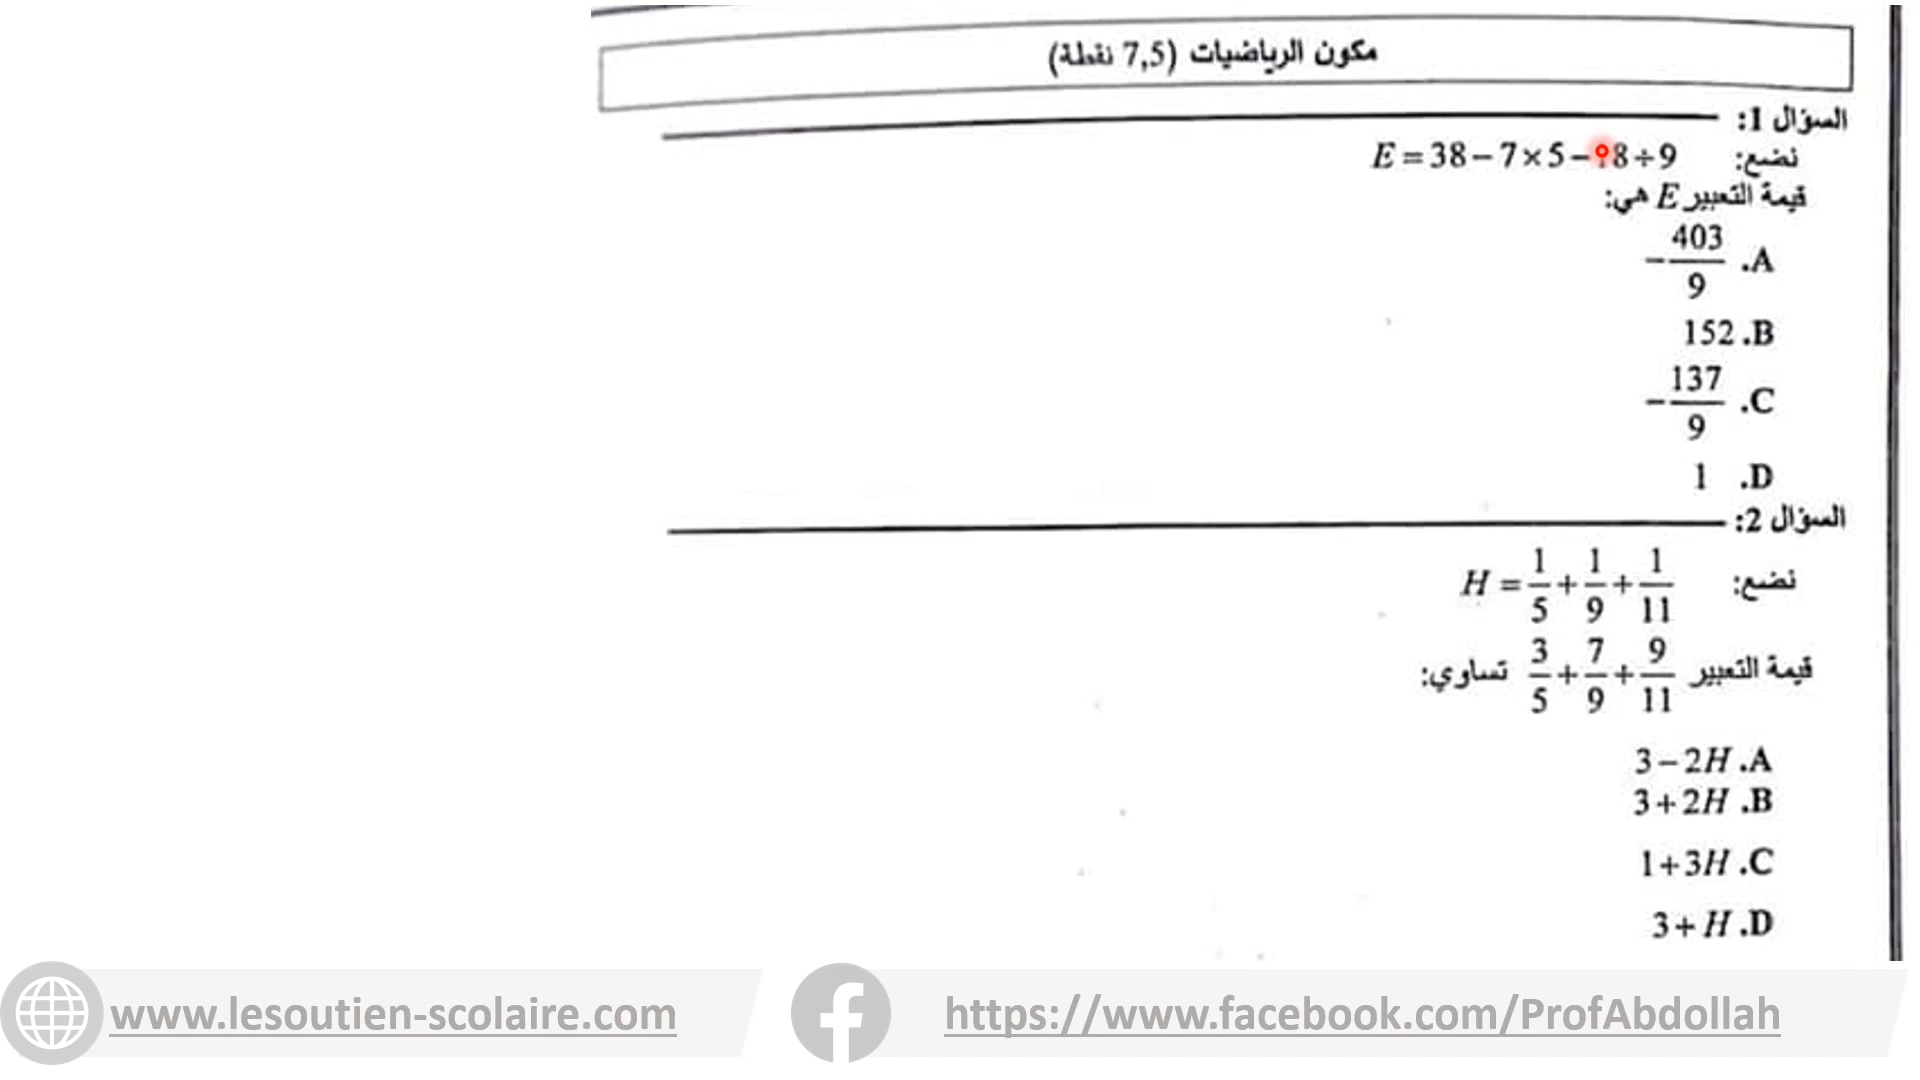 مكون الرياضيات (7,5 نقطة)
السؤال 1:
نضع: E = 38 − 7 × 5 − 18 ÷ 9
قيمة التعبير E هي:
A. −403/9
B. 152
C. −137/9
D. 1
السؤال 2:
نضع: H = 1/5 + 1/9 + 1/11
قيمة التعبير 3/5 + 7/9 + 9/11 تساوي:
A. 3 − 2H
B. 3 + 2H
C. 1 + 3H
D. 3 + H
www.lesoutien-scolaire.com
https://www.facebook.com/ProfAbdollah